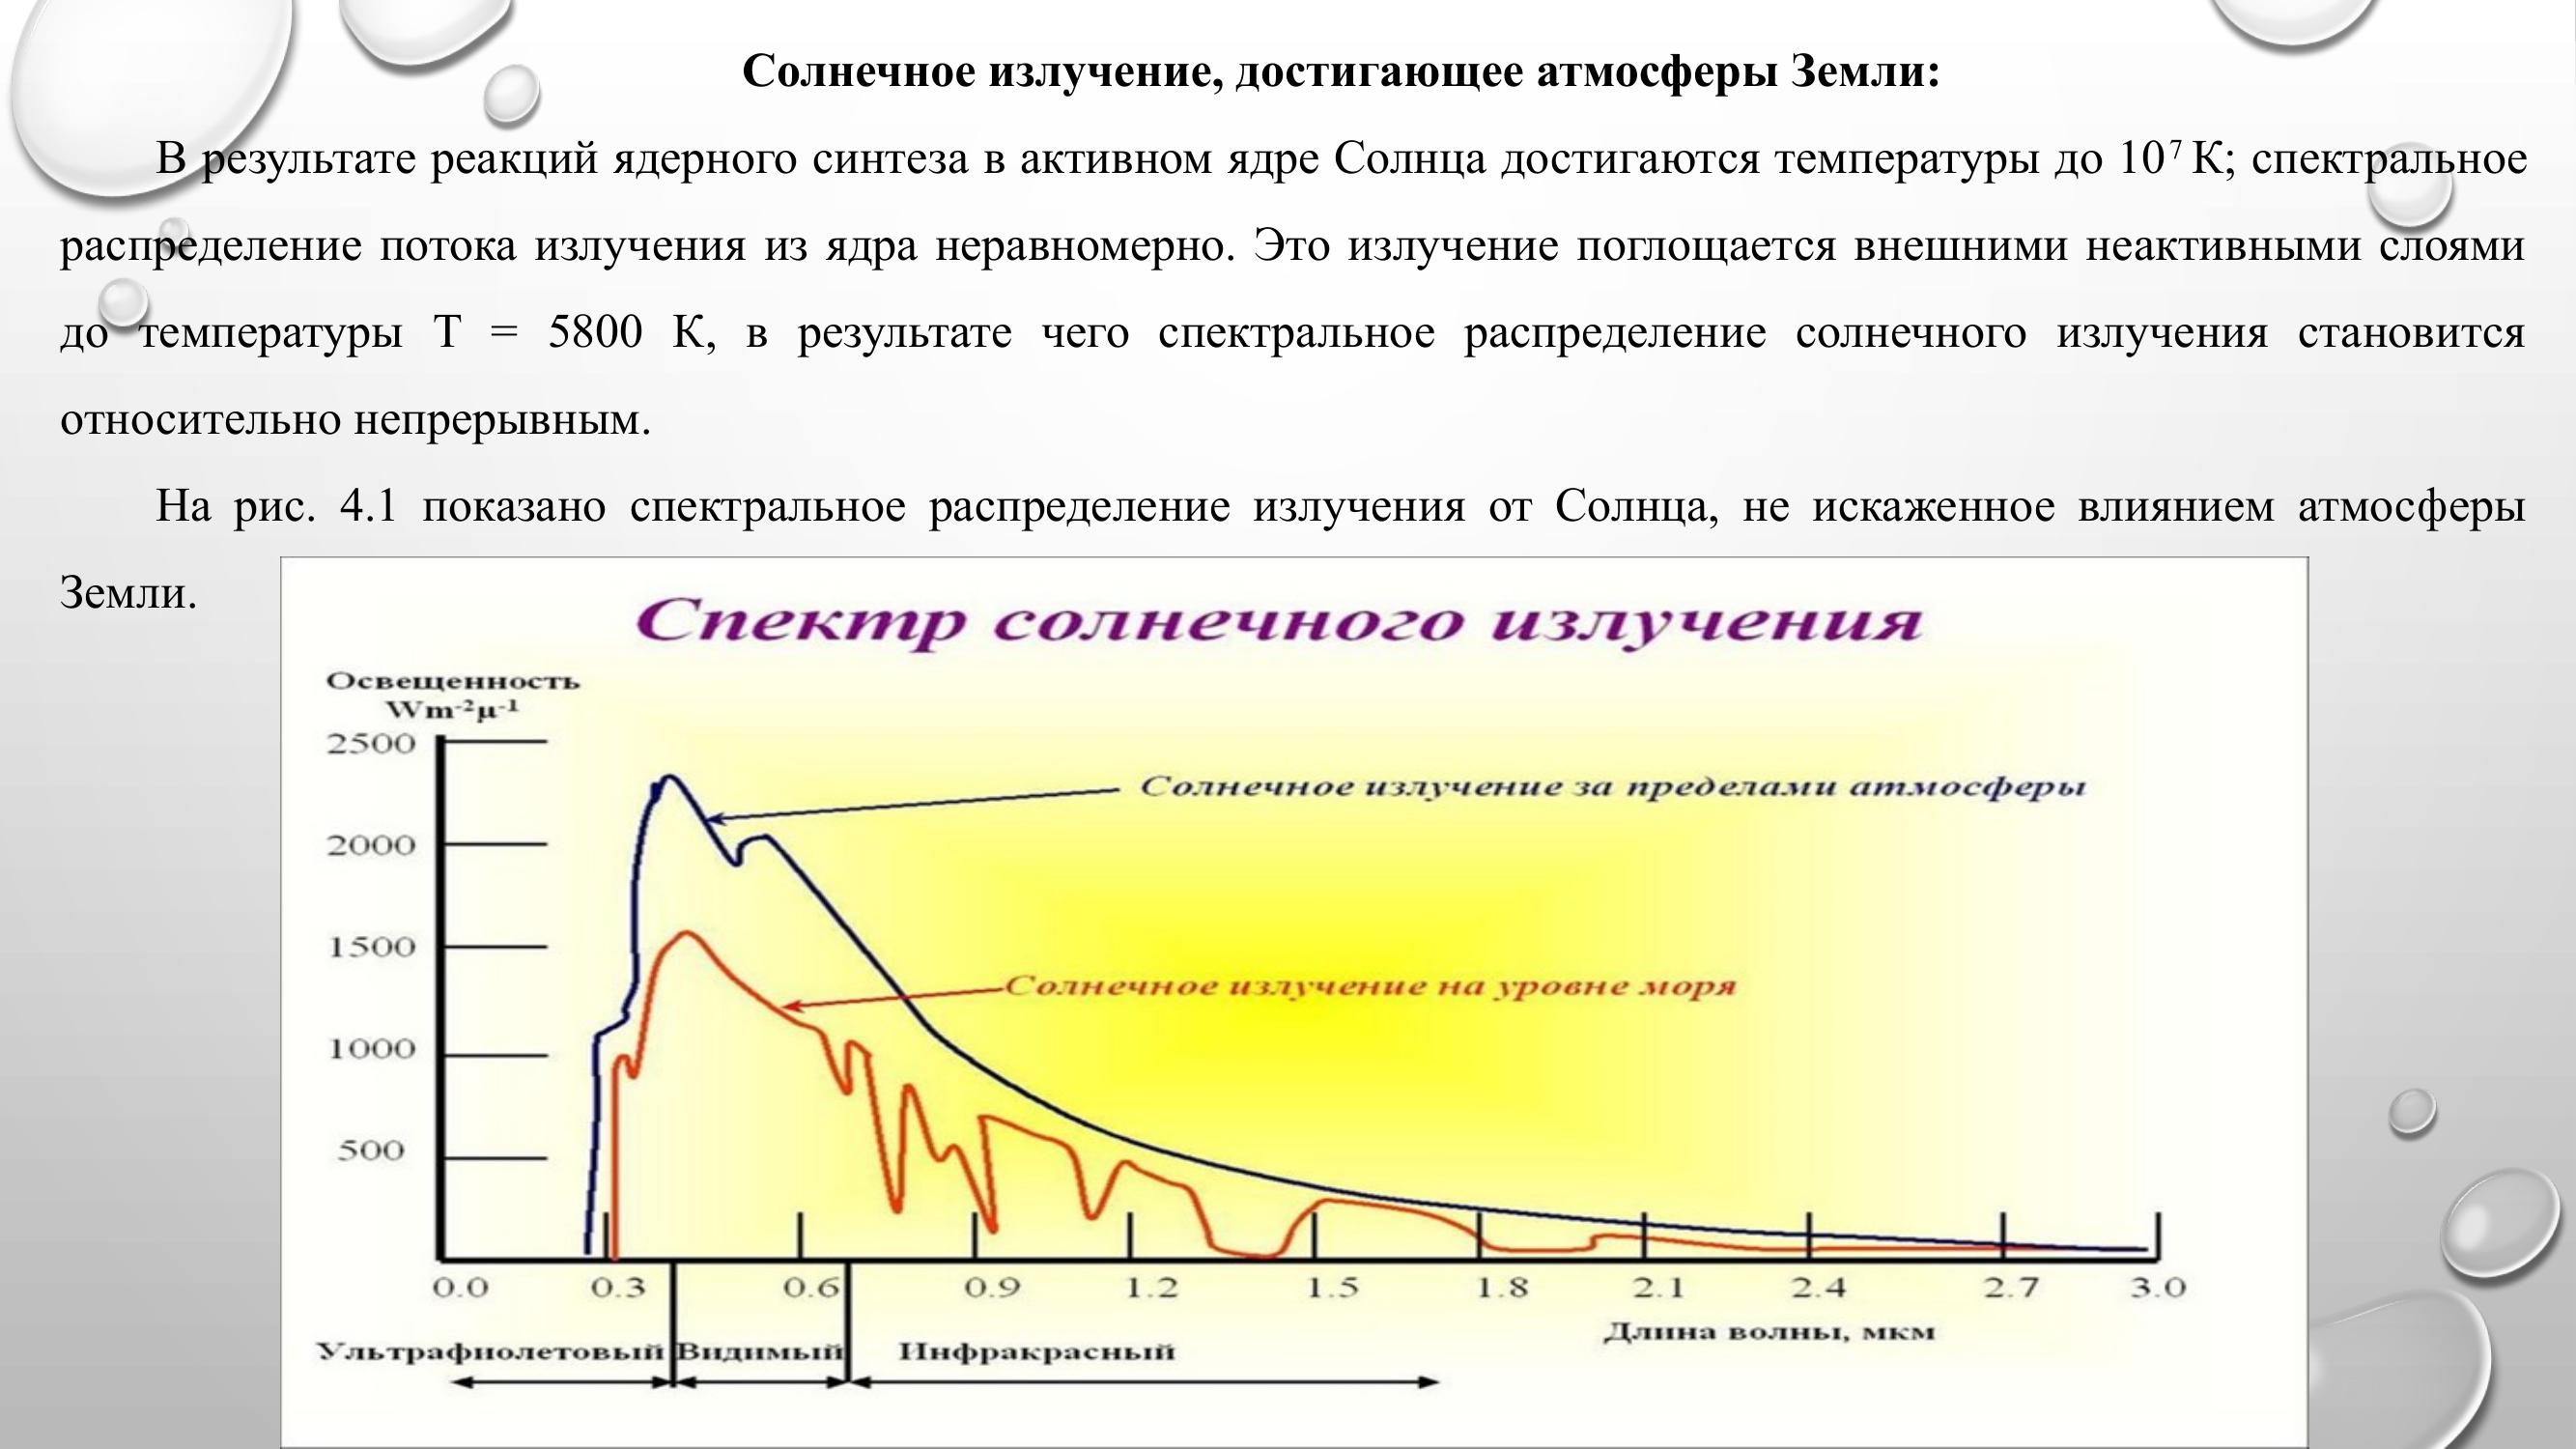 Солнечное излучение, достигающее атмосферы Земли:
В результате реакций ядерного синтеза в активном ядре Солнца достигаются температуры до 10⁷ К; спектральное
распределение потока излучения из ядра неравномерно. Это излучение поглощается внешними неактивными слоями
до температуры Т = 5800 К, в результате чего спектральное распределение солнечного излучения становится
относительно непрерывным.
На рис. 4.1 показано спектральное распределение излучения от Солнца, не искаженное влиянием атмосферы
Земли.
Спектр солнечного излучения
Освещенность
Wm⁻²μ⁻¹
2500
Солнечное излучение за пределами атмосферы
2000
1500
Солнечное излучение на уровне моря
1000
500
0.0 0.3 0.6 0.9 1.2 1.5 1.8 2.1 2.4 2.7 3.0
Длина волны, мкм
Ультрафиолетовый Видимый Инфракрасный